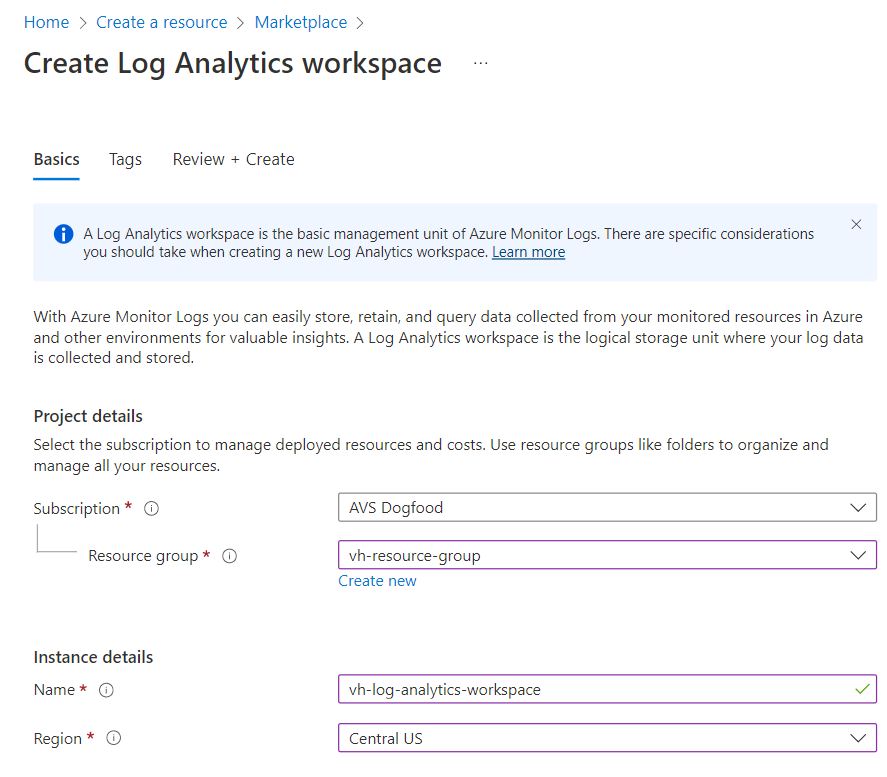 Home > Create a resource > Marketplace >
Create Log Analytics workspace ...
Basics Tags Review + Create
A Log Analytics workspace is the basic management unit of Azure Monitor Logs. There are specific considerations
you should take when creating a new Log Analytics workspace. Learn more
With Azure Monitor Logs you can easily store, retain, and query data collected from your monitored resources in Azure
and other environments for valuable insights. A Log Analytics workspace is the logical storage unit where your log data
is collected and stored.
Project details
Select the subscription to manage deployed resources and costs. Use resource groups like folders to organize and
manage all your resources.
Subscription * AVS Dogfood
Resource group * vh-resource-group
Create new
Instance details
Name * vh-log-analytics-workspace
Region * Central US